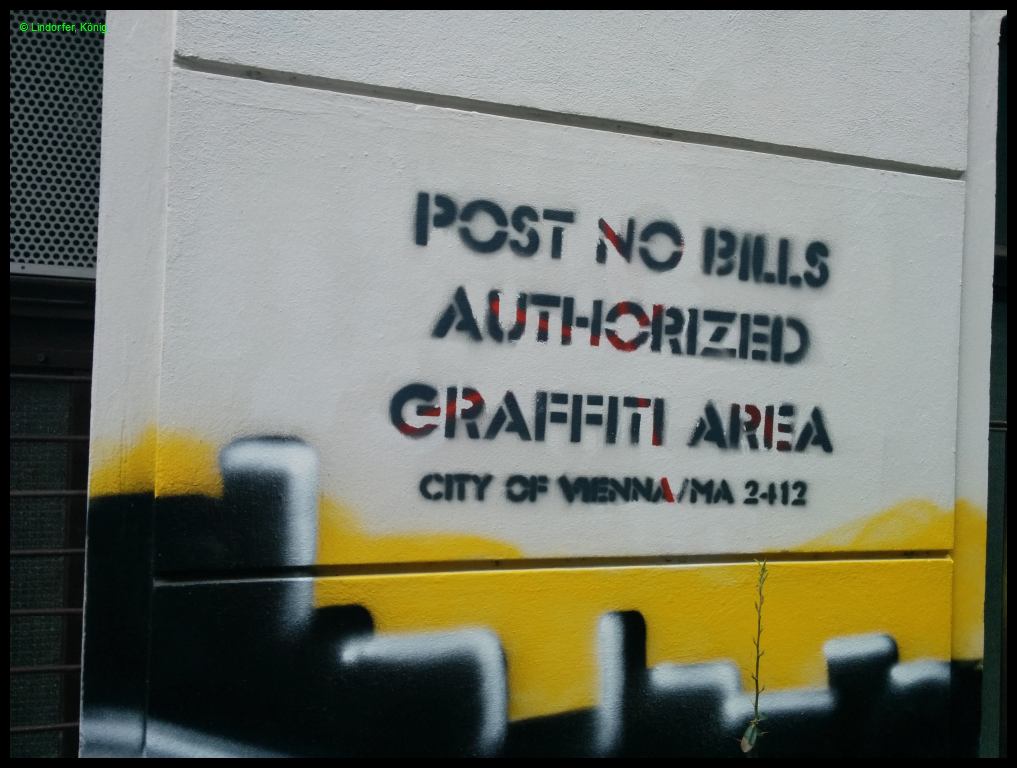 © Lindorfer, König
POST NO BILLS
AUTHORIZED
GRAFFITI AREA
CITY OF VIENNA/MA 2412